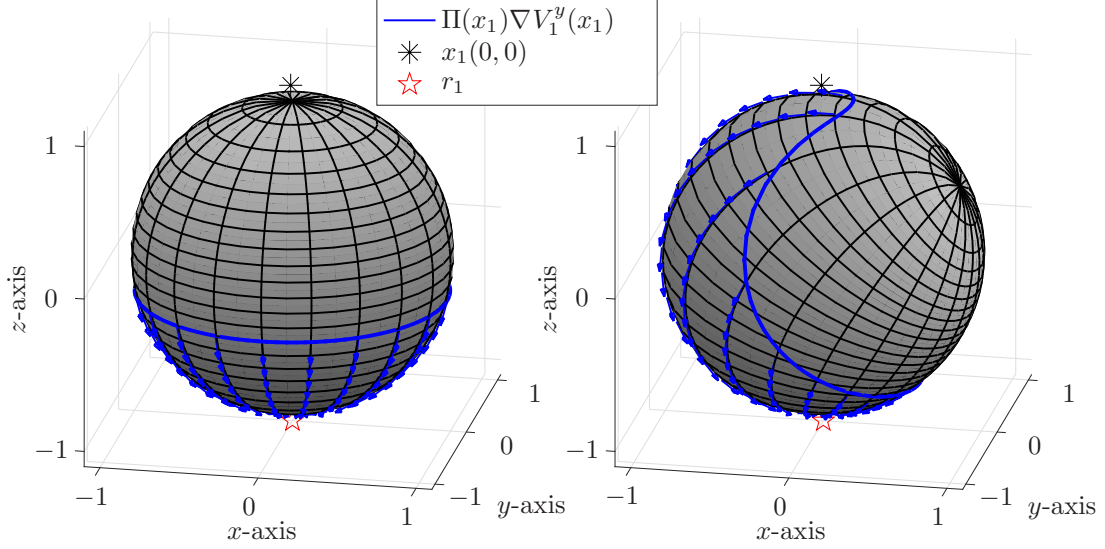 Π(x₁)∇V₁ʸ(x₁)
x₁(0,0)
r₁
1
0
−1
z-axis
−1
0
1
x-axis
−1
0
1
y-axis
1
0
−1
z-axis
−1
0
1
x-axis
−1
0
1
y-axis